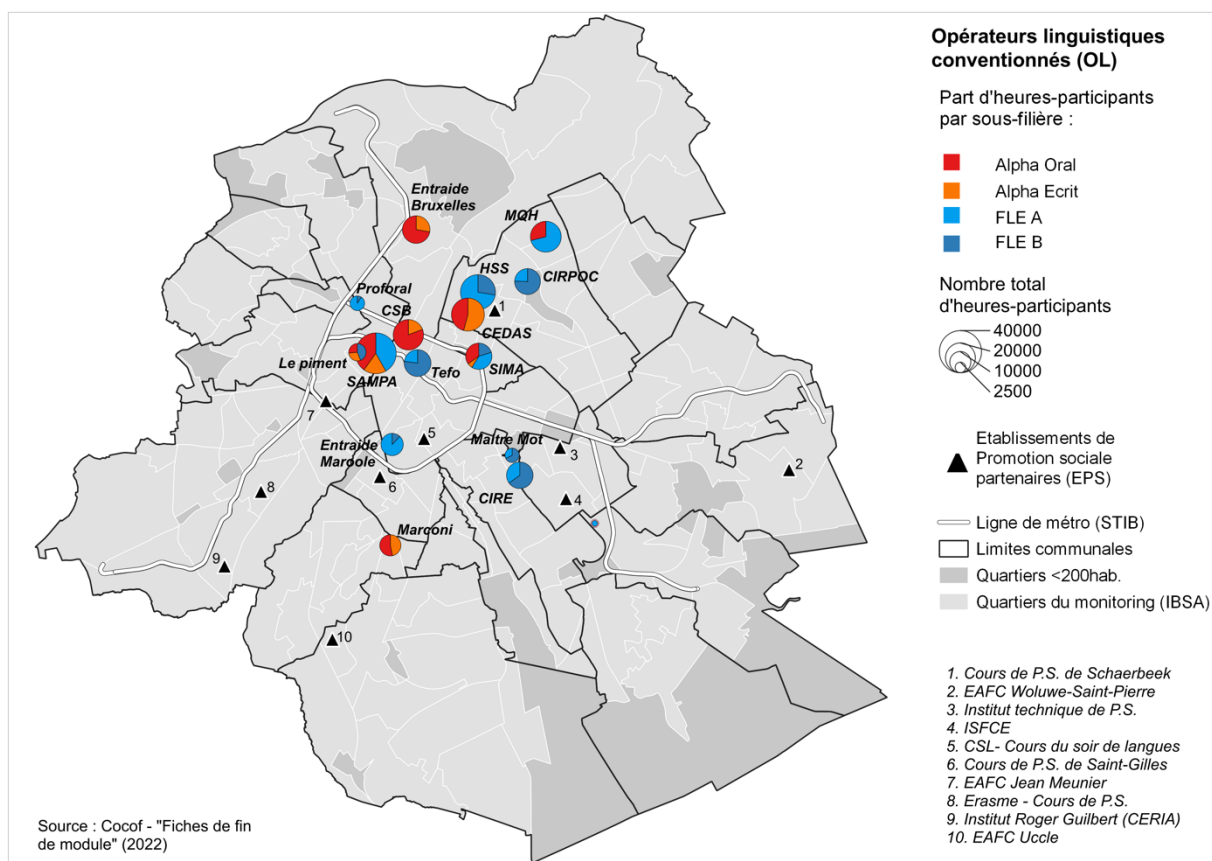 Opérateurs linguistiques
conventionnés (OL)
Part d'heures-participants
par sous-filière :
Alpha Oral
Alpha Ecrit
FLE A
FLE B
Nombre total
d'heures-participants
40000
20000
10000
2500
Etablissements de
Promotion sociale
partenaires (EPS)
Ligne de métro (STIB)
Limites communales
Quartiers <200hab.
Quartiers du monitoring (IBSA)
1. Cours de P.S. de Schaerbeek
2. EAFC Woluwe-Saint-Pierre
3. Institut technique de P.S.
4. ISFCE
5. CSL- Cours du soir de langues
6. Cours de P.S. de Saint-Gilles
7. EAFC Jean Meunier
8. Erasme - Cours de P.S.
9. Institut Roger Guilbert (CERIA)
10. EAFC Uccle
Entraide
Bruxelles
MQH
HSS
CIRPOC
Proforal
CSB
1
CEDAS
Le piment
SAMPA
Tefo
SIMA
7
Entraide
Marolle
5
Maître Mot
3
2
6
8
CIRE
4
Marconi
9
10
Source : Cocof - "Fiches de fin
de module" (2022)